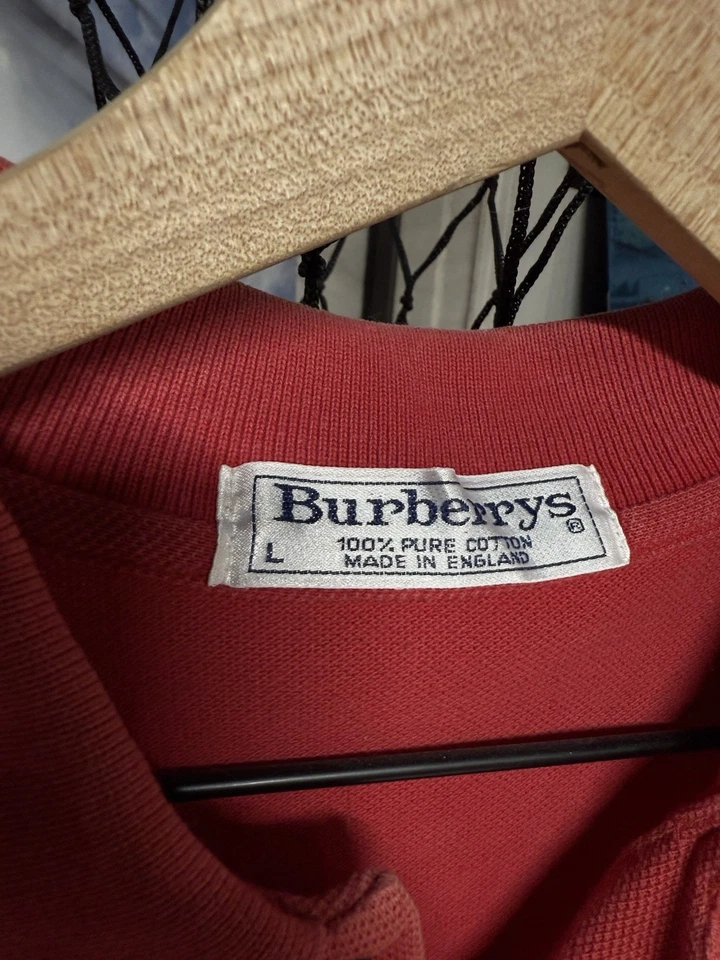 Burberrys®
L
100% PURE COTTON
MADE IN ENGLAND